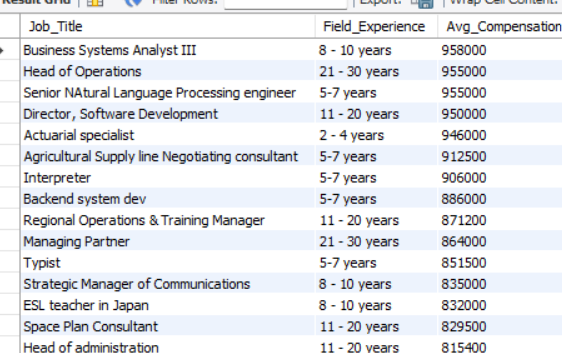 Result Grid Filter Rows: Export: Wrap Cell Content:
Job_Title Field_Experience Avg_Compensation
Business Systems Analyst III 8 - 10 years 958000
Head of Operations 21 - 30 years 955000
Senior NAtural Language Processing engineer 5-7 years 955000
Director, Software Development 11 - 20 years 950000
Actuarial specialist 2 - 4 years 946000
Agricultural Supply line Negotiating consultant 5-7 years 912500
Interpreter 5-7 years 906000
Backend system dev 5-7 years 886000
Regional Operations & Training Manager 11 - 20 years 871200
Managing Partner 21 - 30 years 864000
Typist 5-7 years 851500
Strategic Manager of Communications 8 - 10 years 835000
ESL teacher in Japan 8 - 10 years 832000
Space Plan Consultant 11 - 20 years 829500
Head of administration 11 - 20 years 815400